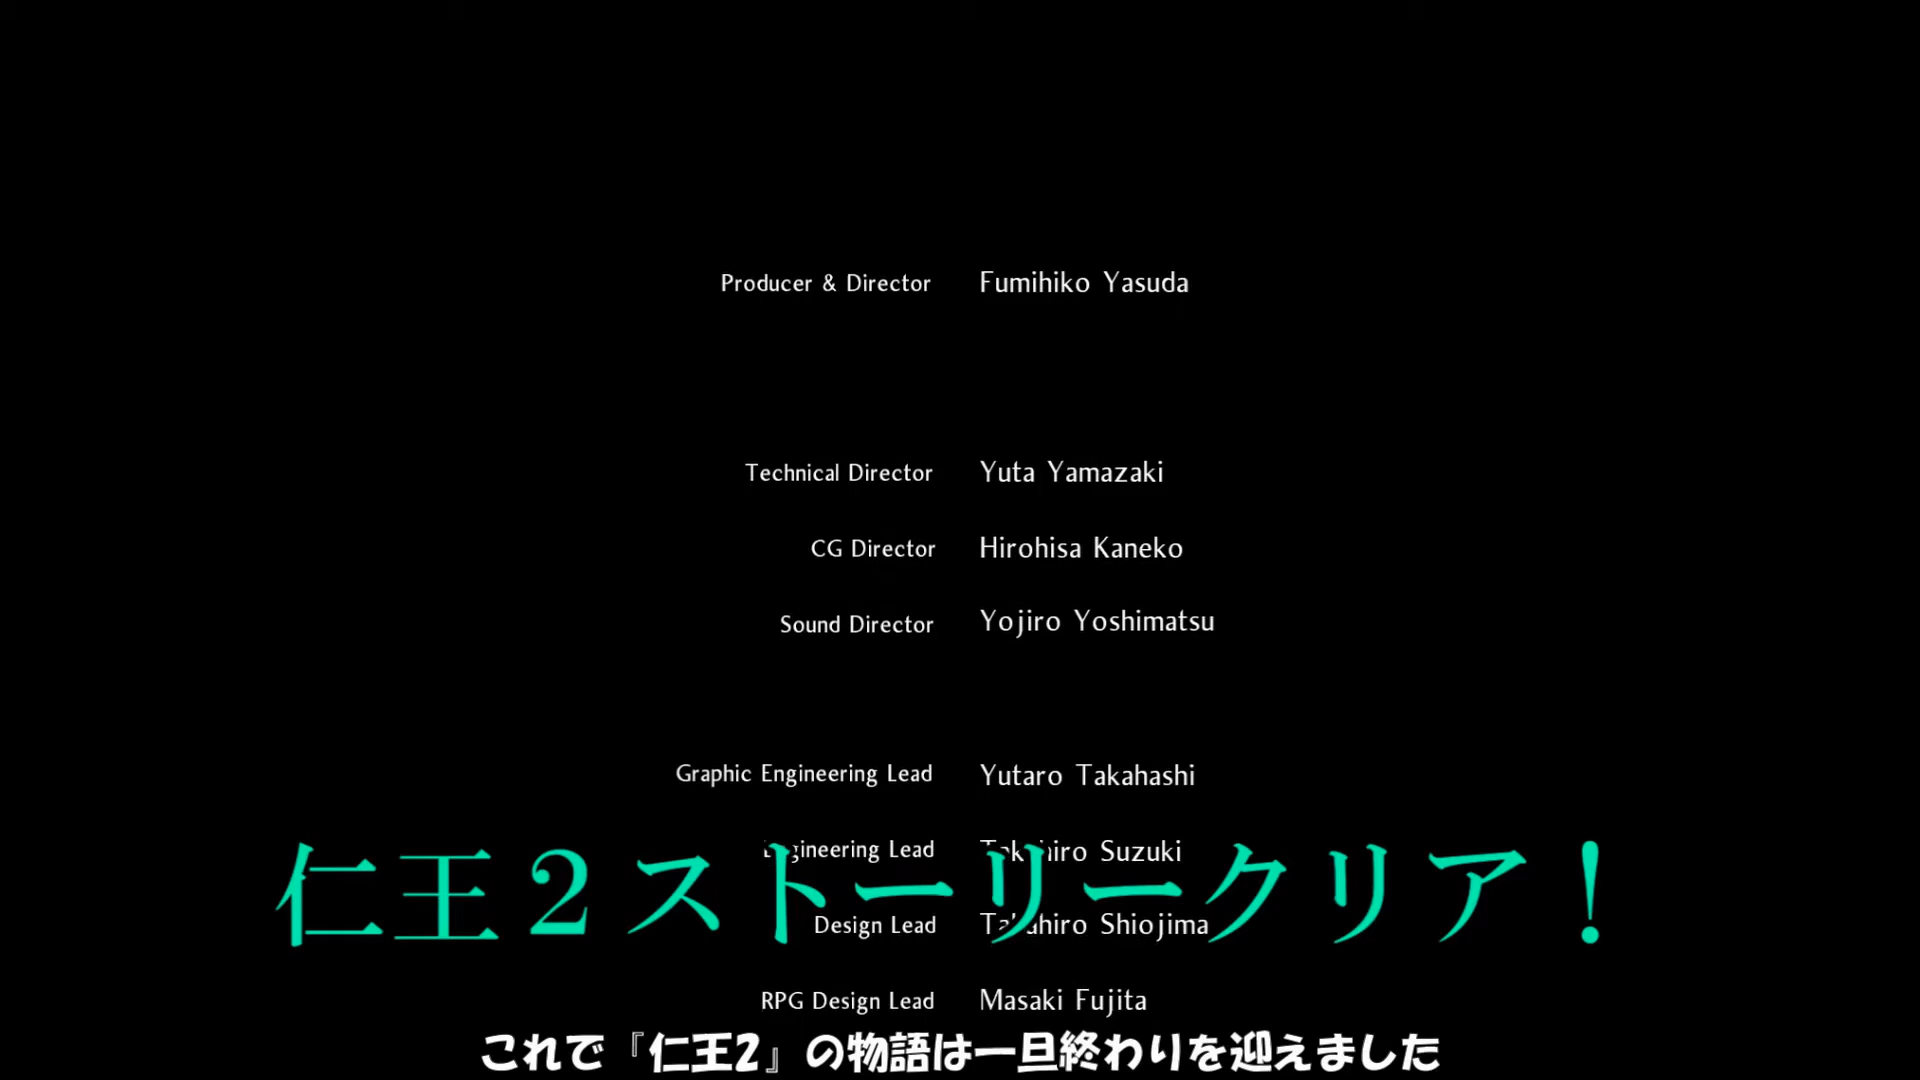 Producer & Director Fumihiko Yasuda
Technical Director Yuta Yamazaki
CG Director Hirohisa Kaneko
Sound Director Yojiro Yoshimatsu
Graphic Engineering Lead Yutaro Takahashi
Engineering Lead Suzuki
仁王２ストーリークリア！
Design Lead Shiojima
RPG Design Lead Masaki Fujita
これで『仁王2』の物語は一旦終わりを迎えました